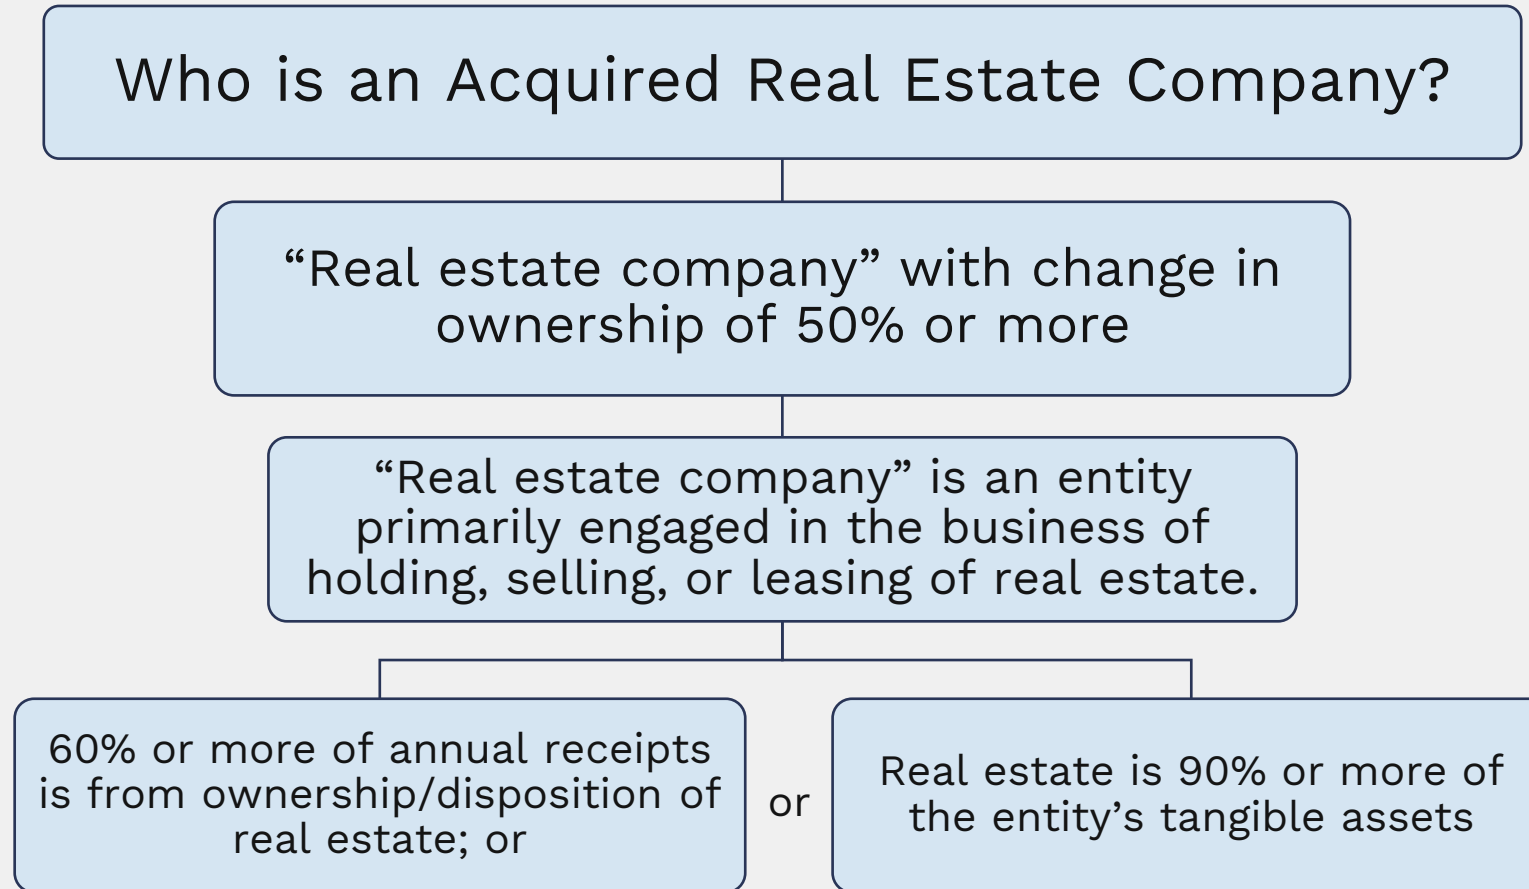 Who is an Acquired Real Estate Company?
“Real estate company” with change in
ownership of 50% or more
“Real estate company” is an entity
primarily engaged in the business of
holding, selling, or leasing of real estate.
60% or more of annual receipts
is from ownership/disposition of
real estate; or
or
Real estate is 90% or more of
the entity’s tangible assets